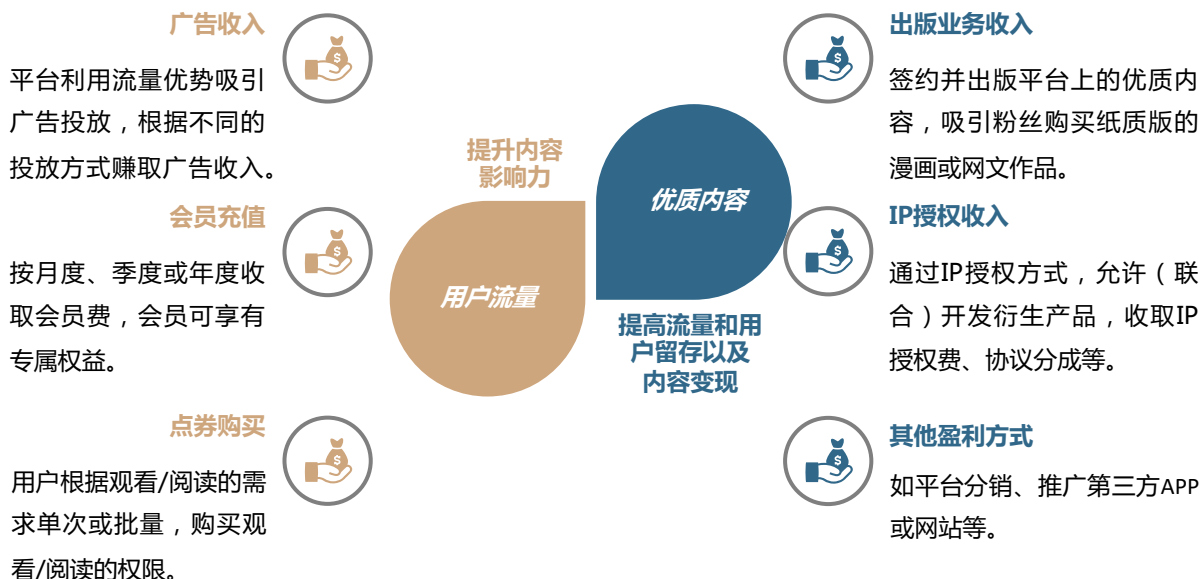 广告收入
平台利用流量优势吸引
广告投放，根据不同的
投放方式赚取广告收入。
会员充值
按月度、季度或年度收
取会员费，会员可享有
专属权益。
点券购买
用户根据观看/阅读的需
求单次或批量，购买观
看/阅读的权限。
提升内容
影响力
用户流量
优质内容
提高流量和用
户留存以及
内容变现
出版业务收入
签约并出版平台上的优质内
容，吸引粉丝购买纸质版的
漫画或网文作品。
IP授权收入
通过IP授权方式，允许（联
合）开发衍生产品，收取IP
授权费、协议分成等。
其他盈利方式
如平台分销、推广第三方APP
或网站等。